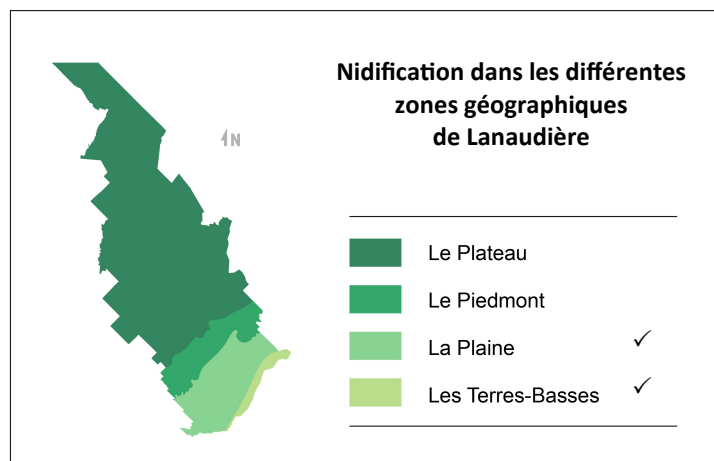 Nidification dans les différentes
zones géographiques
de Lanaudière
N
Le Plateau
Le Piedmont
La Plaine ✓
Les Terres-Basses ✓